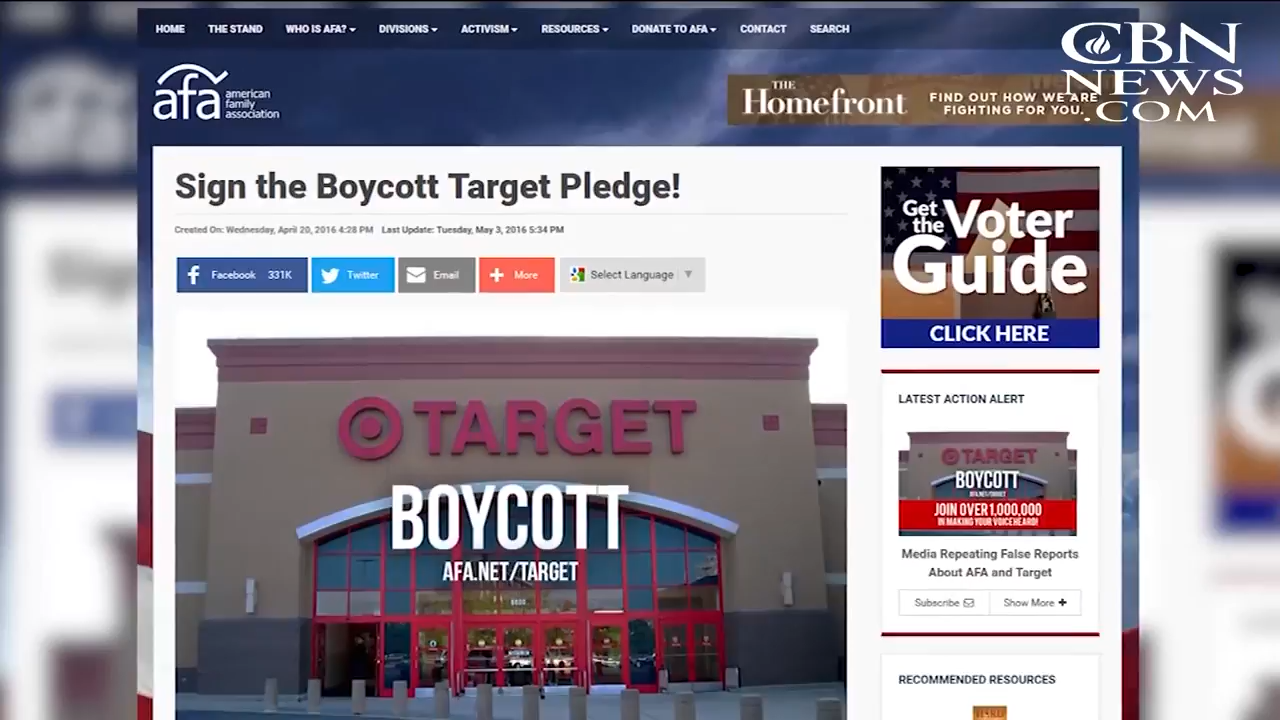 HOME THE STAND WHO IS AFA? DIVISIONS ACTIVISM RESOURCES DONATE TO AFA CONTACT SEARCH
CBN
NEWS
.COM
afa american
family
association
THE
Homefront
FIND OUT HOW WE ARE
FIGHTING FOR YOU.
Sign the Boycott Target Pledge!
Created On: Wednesday, April 20, 2016 4:28 PM Last Update: Tuesday, May 3, 2016 5:34 PM
Facebook 331K Twitter Email More Select Language
TARGET
BOYCOTT
AFA.NET/TARGET
Get
the Voter
Guide
CLICK HERE
LATEST ACTION ALERT
TARGET
BOYCOTT
AFA.NET/TARGET
JOIN OVER 1,000,000
IN MAKING YOUR VOICE HEARD!
Media Repeating False Reports
About AFA and Target
Subscribe Show More
RECOMMENDED RESOURCES